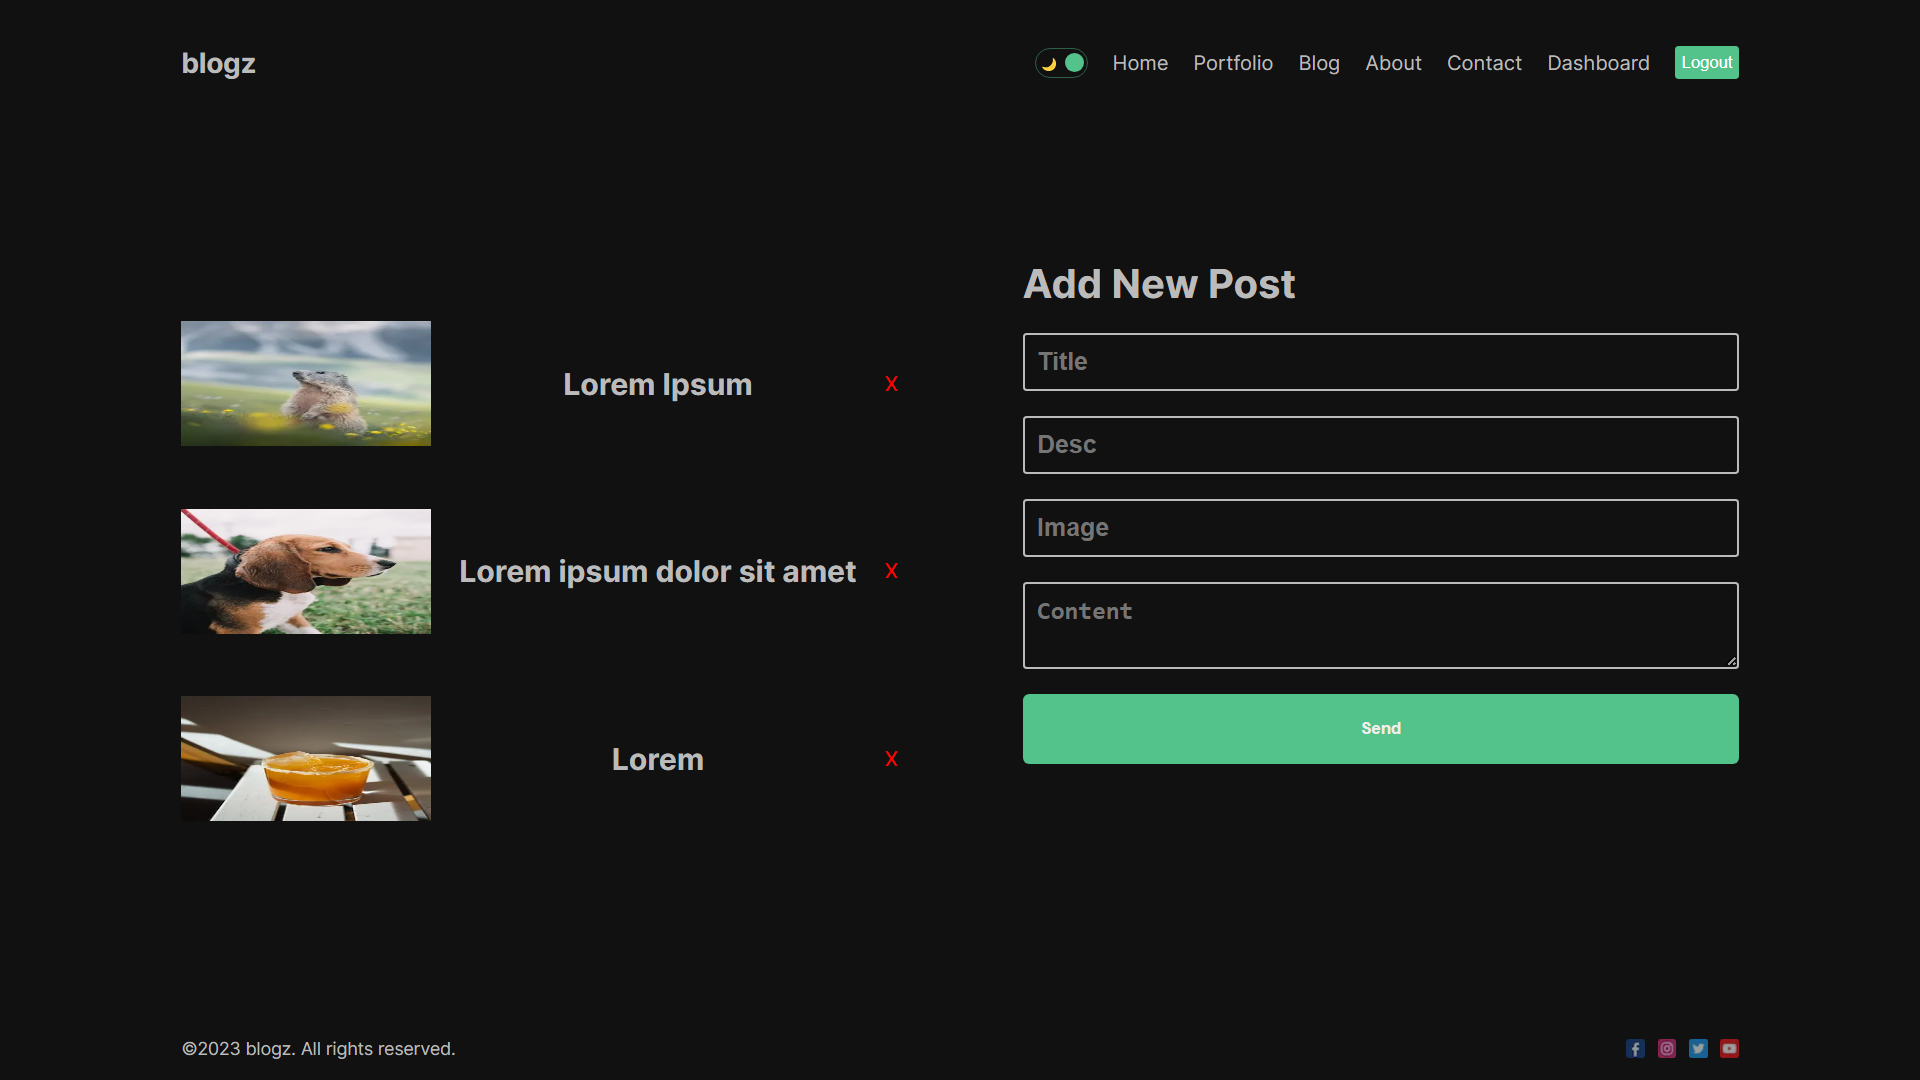 blogz
Home Portfolio Blog About Contact Dashboard Logout
Lorem Ipsum X
Lorem ipsum dolor sit amet X
Lorem X
Add New Post
Title
Desc
Image
Content
Send
©2023 blogz. All rights reserved.